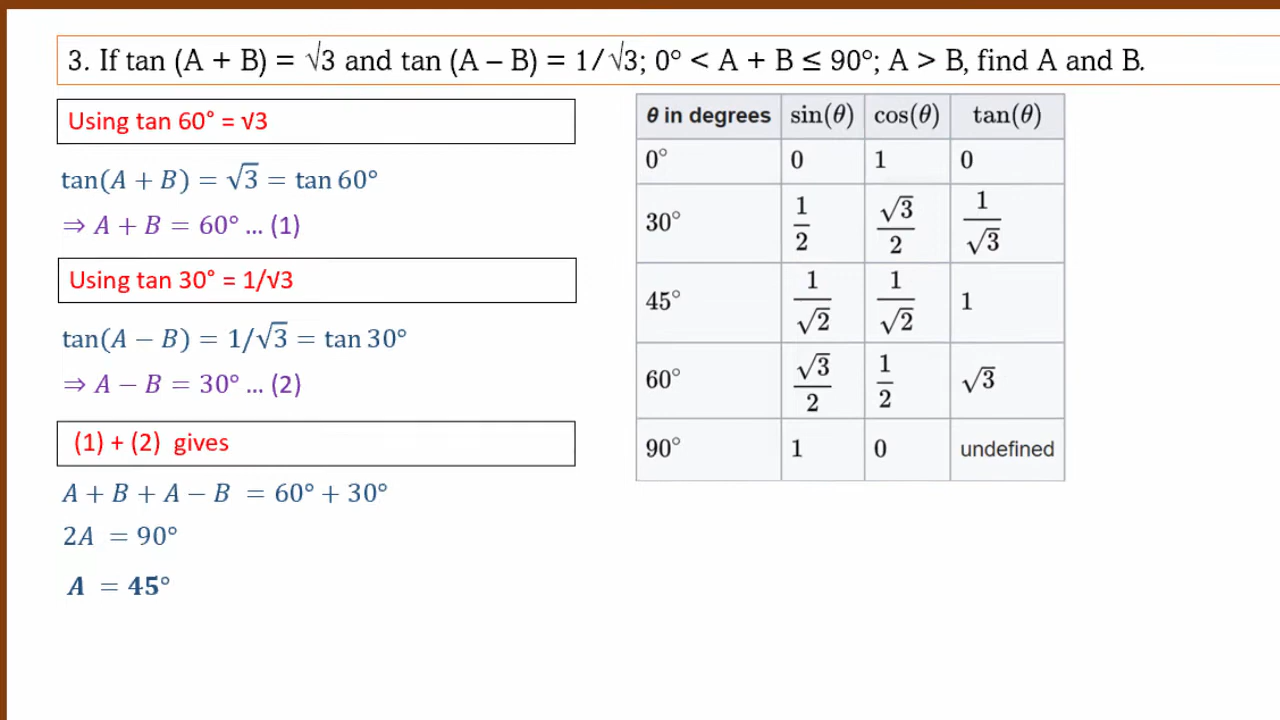 3. If tan (A + B) = √3 and tan (A – B) = 1/√3; 0° < A + B ≤ 90°; A > B, find A and B.
Using tan 60° = √3
tan(A + B) = √3 = tan 60°
⇒ A + B = 60° ... (1)
Using tan 30° = 1/√3
tan(A − B) = 1/√3 = tan 30°
⇒ A − B = 30° ... (2)
(1) + (2) gives
A + B + A − B = 60° + 30°
2A = 90°
A = 45°
θ in degrees sin(θ) cos(θ) tan(θ)
0° 0 1 0
30° 1/2 √3/2 1/√3
45° 1/√2 1/√2 1
60° √3/2 1/2 √3
90° 1 0 undefined